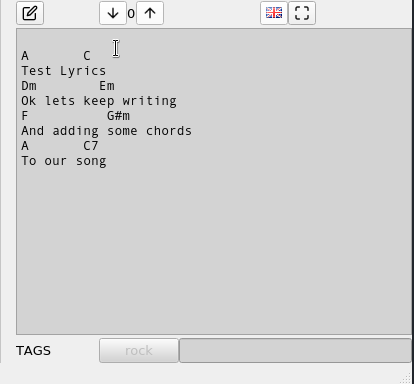 0
A       C
Test Lyrics
Dm        Em
Ok lets keep writing
F          G#m
And adding some chords
A       C7
To our song
TAGS rock